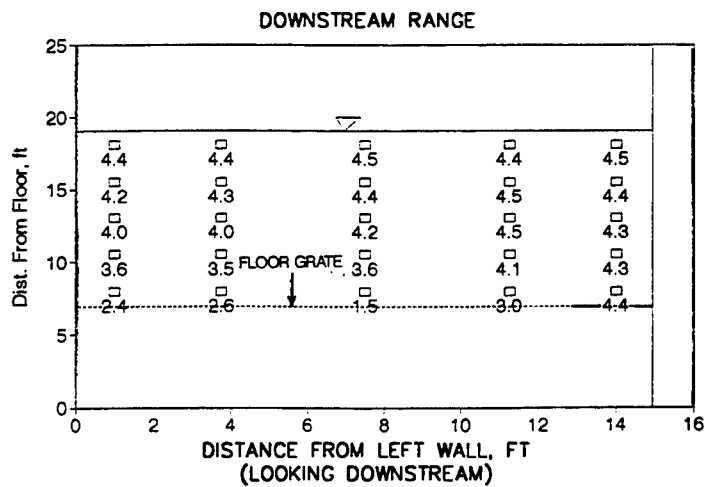 DOWNSTREAM RANGE
25
20
15
10
5
0
Dist. From Floor, ft
4.4 4.4 4.5 4.4 4.5
4.2 4.3 4.4 4.5 4.4
4.0 4.0 4.2 4.5 4.3
3.6 3.5 FLOOR GRATE 3.6 4.1 4.3
2.4 2.6 1.5 3.0 4.4
0 2 4 6 8 10 12 14 16
DISTANCE FROM LEFT WALL, FT
(LOOKING DOWNSTREAM)